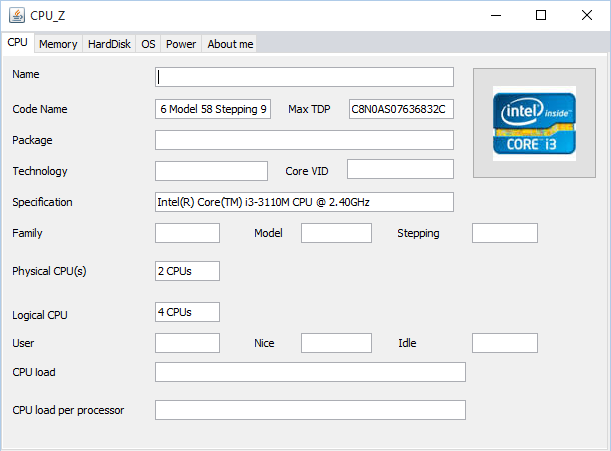 CPU_Z
CPU Memory HardDisk OS Power About me
Name
intel inside™
CORE i3
Code Name 6 Model 58 Stepping 9 Max TDP C8N0AS07636832C
Package
Technology Core VID
Specification Intel(R) Core(TM) i3-3110M CPU @ 2.40GHz
Family Model Stepping
Physical CPU(s) 2 CPUs
Logical CPU 4 CPUs
User Nice Idle
CPU load
CPU load per processor